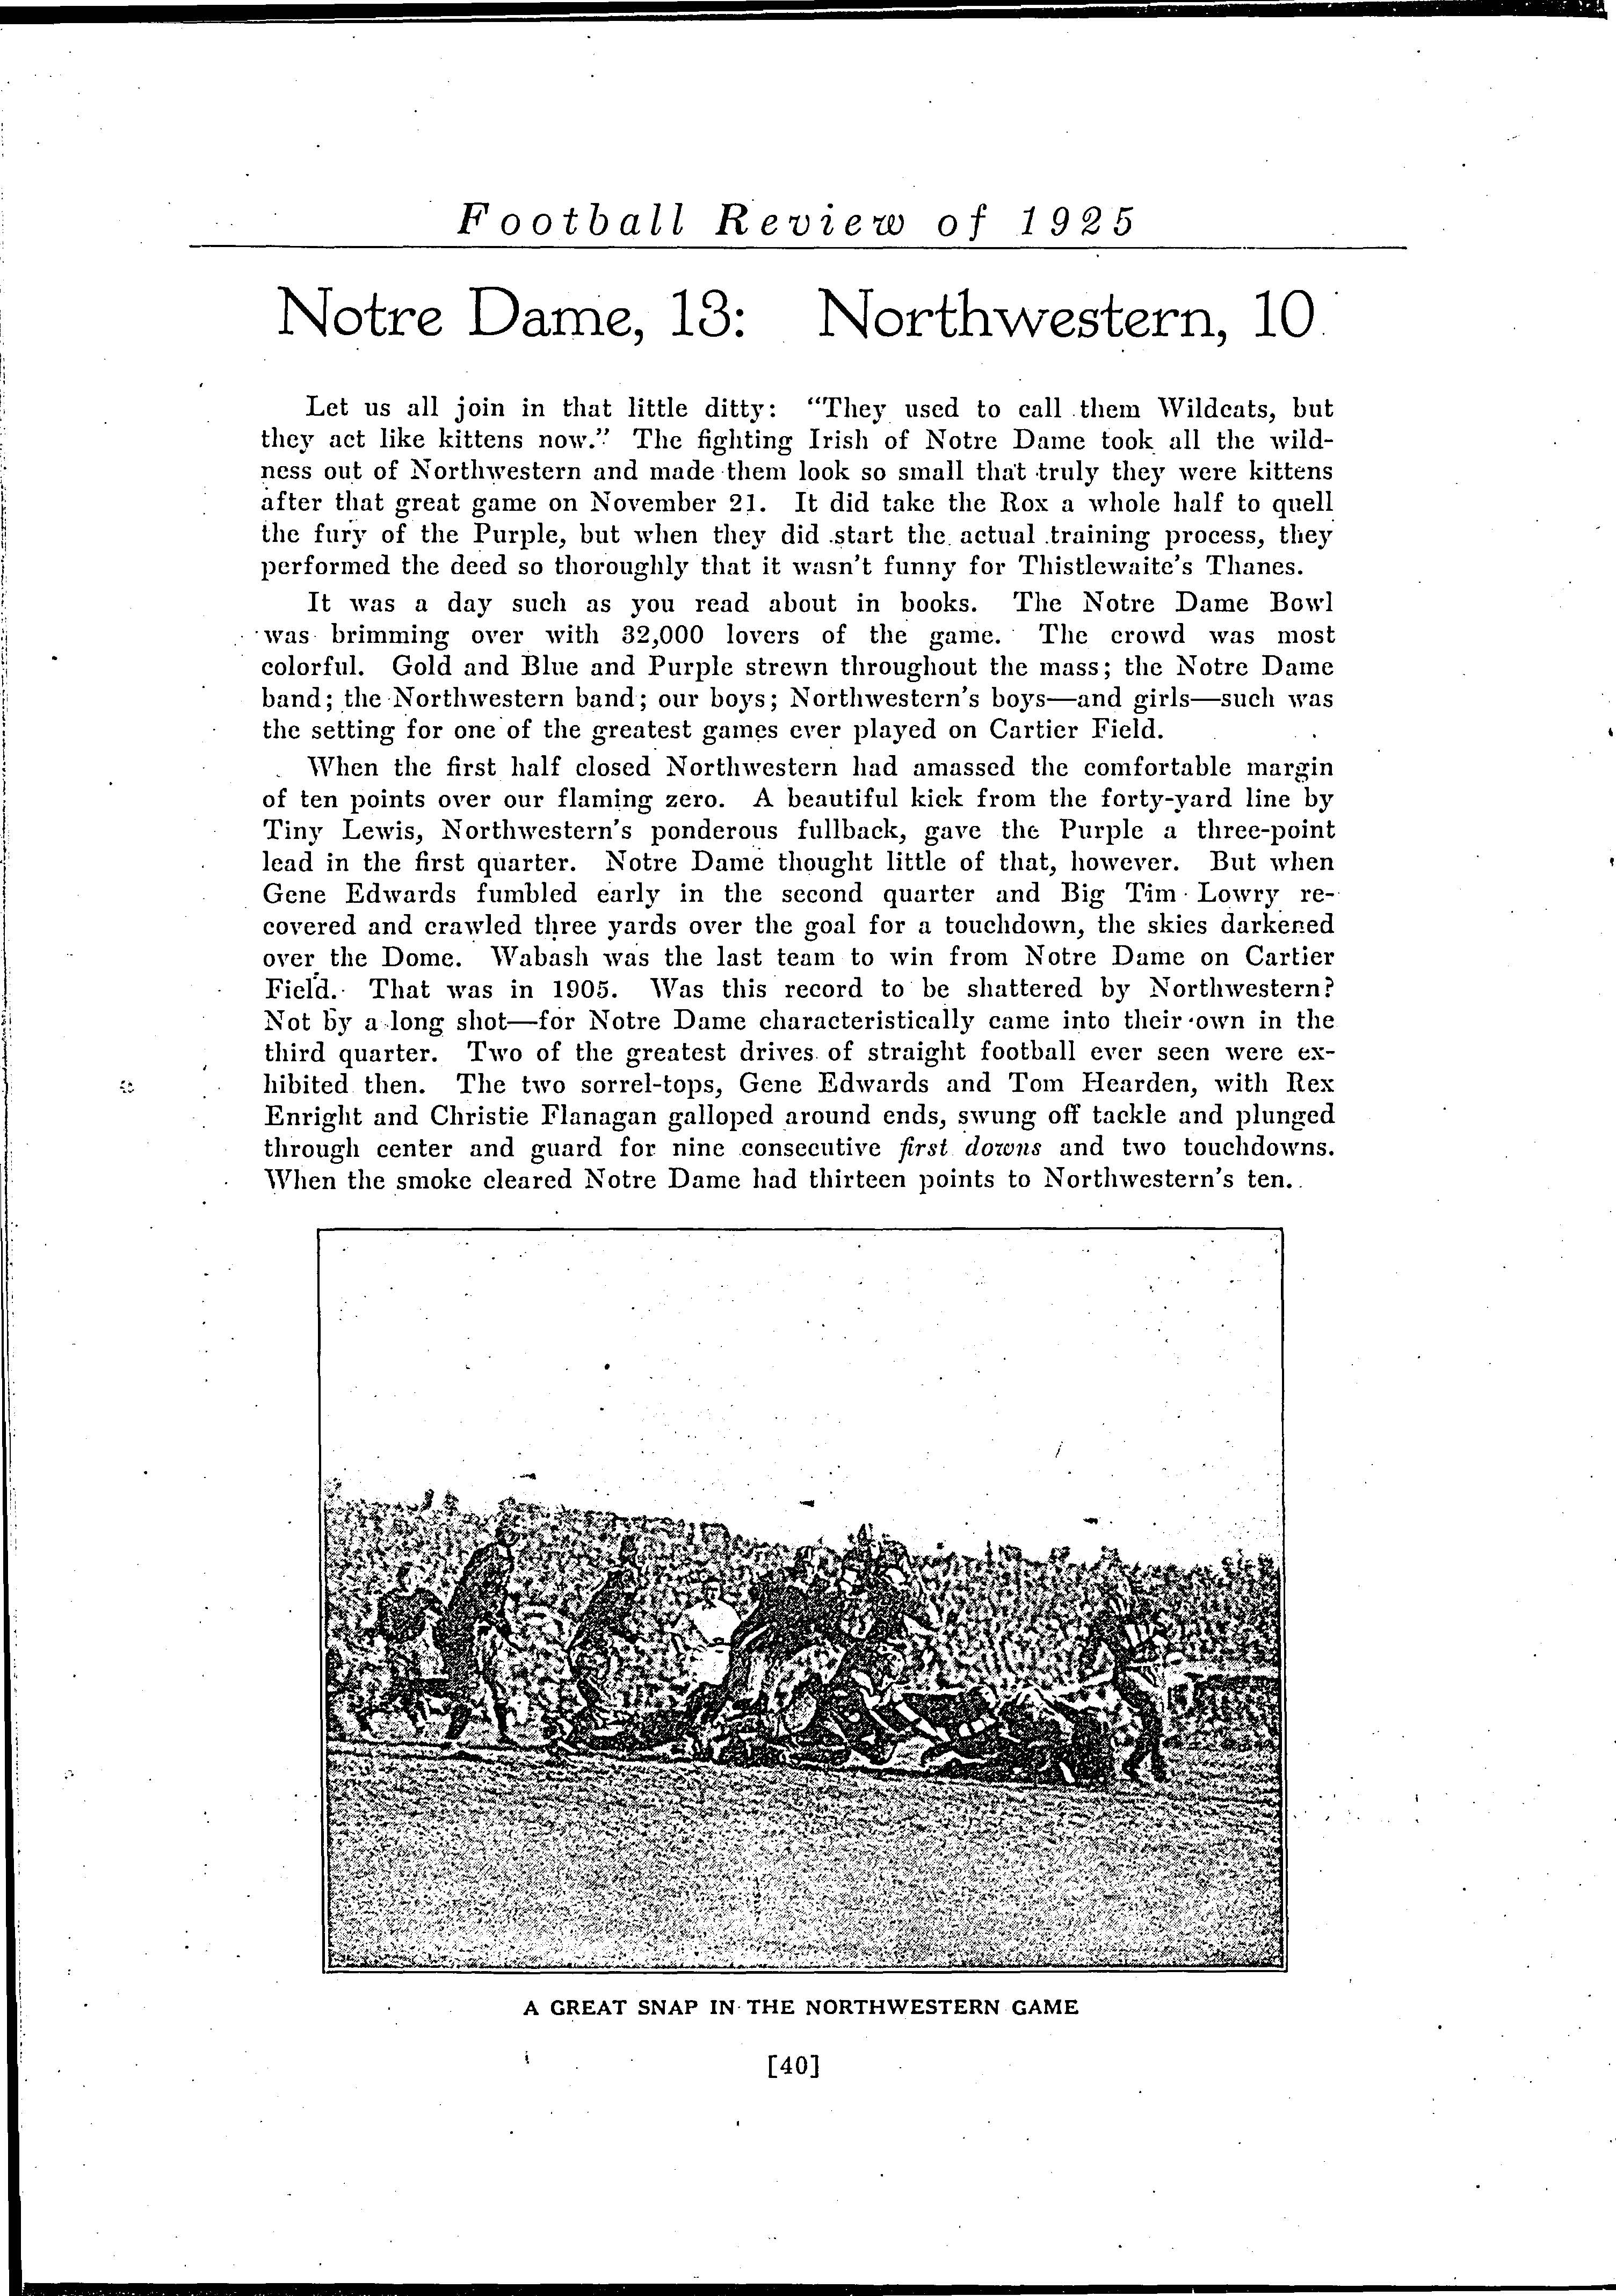 Football Review of 1925
Notre Dame, 13: Northwestern, 10
Let us all join in that little ditty: "They used to call them Wildcats, but
they act like kittens now." The fighting Irish of Notre Dame took all the wild-
ness out of Northwestern and made them look so small that truly they were kittens
after that great game on November 21. It did take the Rox a whole half to quell
the fury of the Purple, but when they did start the actual training process, they
performed the deed so thoroughly that it wasn't funny for Thistlewaite's Thanes.
It was a day such as you read about in books. The Notre Dame Bowl
was brimming over with 32,000 lovers of the game. The crowd was most
colorful. Gold and Blue and Purple strewn throughout the mass; the Notre Dame
band; the Northwestern band; our boys; Northwestern's boys—and girls—such was
the setting for one of the greatest games ever played on Cartier Field.
When the first half closed Northwestern had amassed the comfortable margin
of ten points over our flaming zero. A beautiful kick from the forty-yard line by
Tiny Lewis, Northwestern's ponderous fullback, gave the Purple a three-point
lead in the first quarter. Notre Dame thought little of that, however. But when
Gene Edwards fumbled early in the second quarter and Big Tim Lowry re-
covered and crawled three yards over the goal for a touchdown, the skies darkened
over the Dome. Wabash was the last team to win from Notre Dame on Cartier
Field. That was in 1905. Was this record to be shattered by Northwestern?
Not by a long shot—for Notre Dame characteristically came into their own in the
third quarter. Two of the greatest drives of straight football ever seen were ex-
hibited then. The two sorrel-tops, Gene Edwards and Tom Hearden, with Rex
Enright and Christie Flanagan galloped around ends, swung off tackle and plunged
through center and guard for nine consecutive first downs and two touchdowns.
When the smoke cleared Notre Dame had thirteen points to Northwestern's ten.
A GREAT SNAP IN THE NORTHWESTERN GAME
[40]